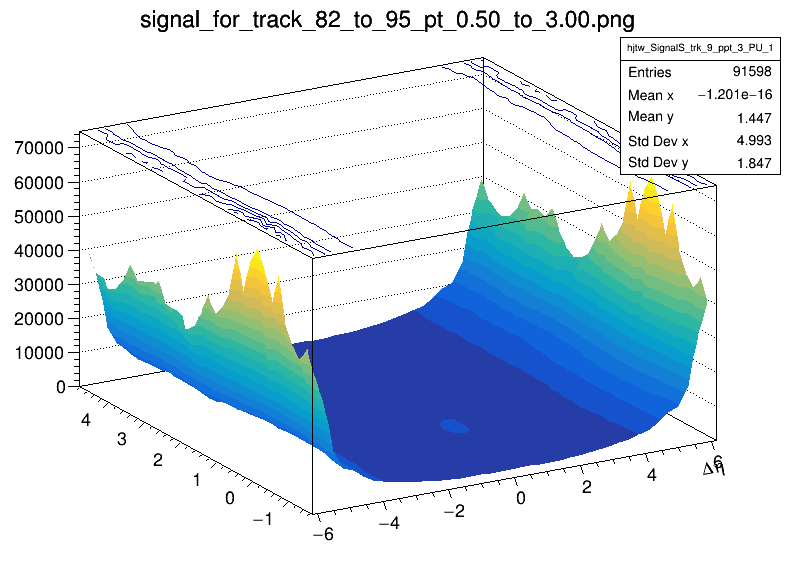 signal_for_track_82_to_95_pt_0.50_to_3.00.png
hjtw_SignalS_trk_9_ppt_3_PU_1
Entries 91598
Mean x −1.201e−16
Mean y 1.447
Std Dev x 4.993
Std Dev y 1.847
70000
60000
50000
40000
30000
20000
10000
0
4
3
2
1
0
−1
−6
−4
−2
0
2
4
6
Δη